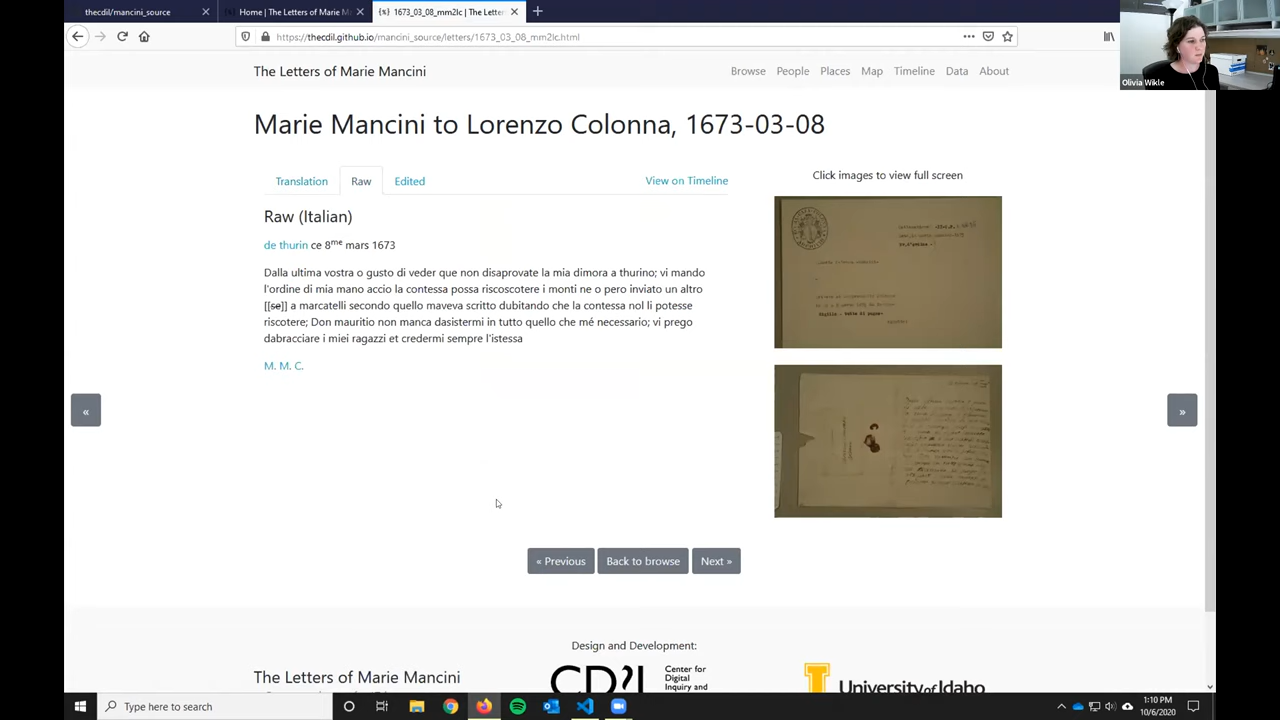 thecdil/mancini_source
Home | The Letters of Marie M
1673_03_08_mm2lc | The Lette
https://thecdil.github.io/mancini_source/letters/1673_03_08_mm2lc.html
Olivia Wikle
The Letters of Marie Mancini
Browse People Places Map Timeline Data About
Marie Mancini to Lorenzo Colonna, 1673-03-08
Translation Raw Edited View on Timeline
Raw (Italian)
de thurin ce 8me mars 1673
Dalla ultima vostra o gusto di veder que non disaprovate la mia dimora a thurino; vi mando
l'ordine di mia mano accio la contessa possa riscoscotere i monti ne o pero inviato un altro
[[se]] a marcatelli secondo quello maveva scritto dubitando che la contessa nol li potesse
riscotere; Don mauritio non manca dasistermi in tutto quello che mé necessario; vi prego
dabracciare i miei ragazzi et credermi sempre l'istessa
M. M. C.
Click images to view full screen
«
»
« Previous
Back to browse
Next »
Design and Development:
The Letters of Marie Mancini
CD?I
Center for
Digital
Inquiry and
University of Idaho
Type here to search
1:10 PM
10/6/2020